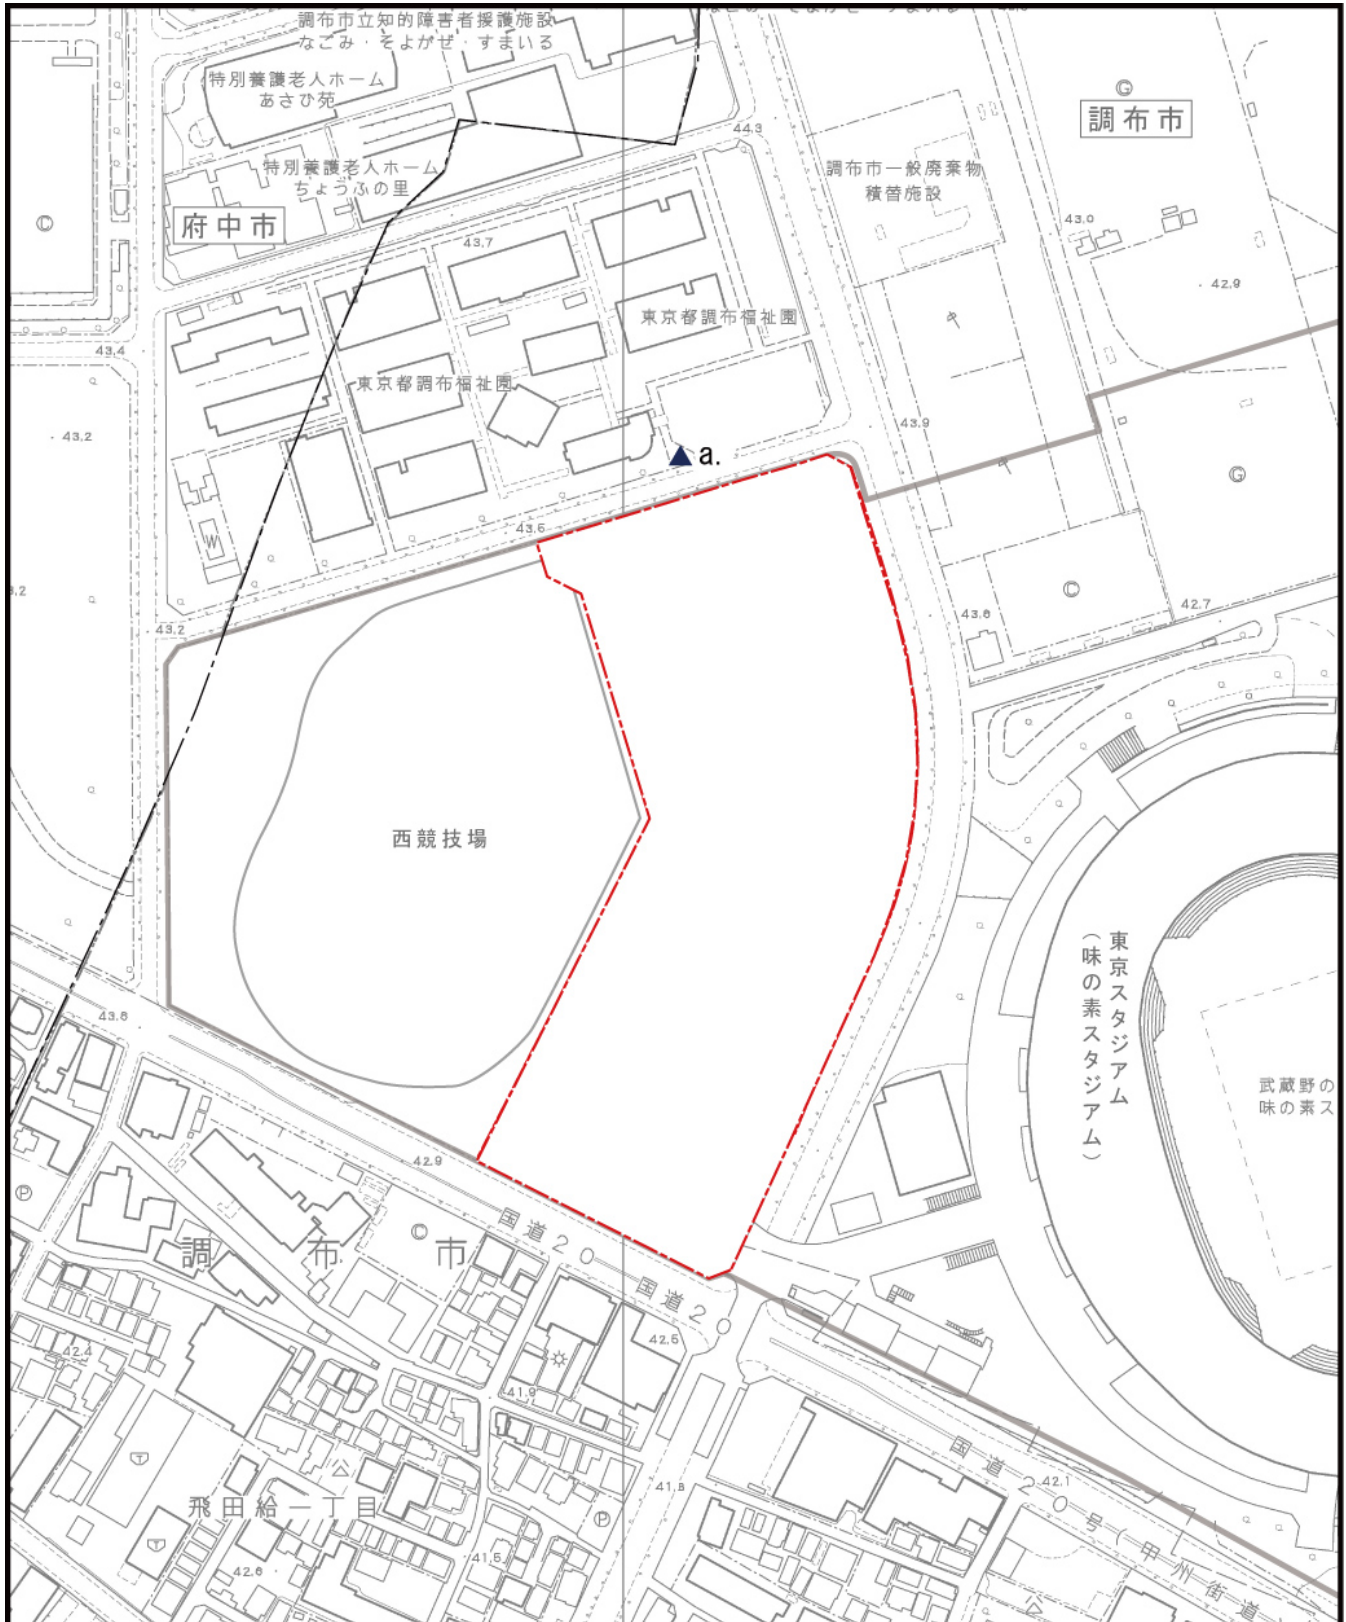 調布市立知的障害者援護施設
なごみ・そよがぜ・すまいる
特別養護老人ホーム
あさひ苑
G
調布市
44.3
特別養護老人ホーム
ちょうふの里
調布市一般廃棄物
積替施設
府中市
C
43.0
43.7
42.9
東京都調布福祉園
43.4
東京都調布福祉園
43.2
43.9
a.
G
43.5
W
C
43.2
43.8
42.7
西競技場
東京スタジアム
(味の素スタジアム)
43.8
武蔵野の
味の素ス
42.9
P
国道20
C
調布市
国道20
42.5
42.4
41.9
国道20号(甲州街道
42.1
T
公
41.8
飛田給一丁目
P
T
41.5
42.6
公